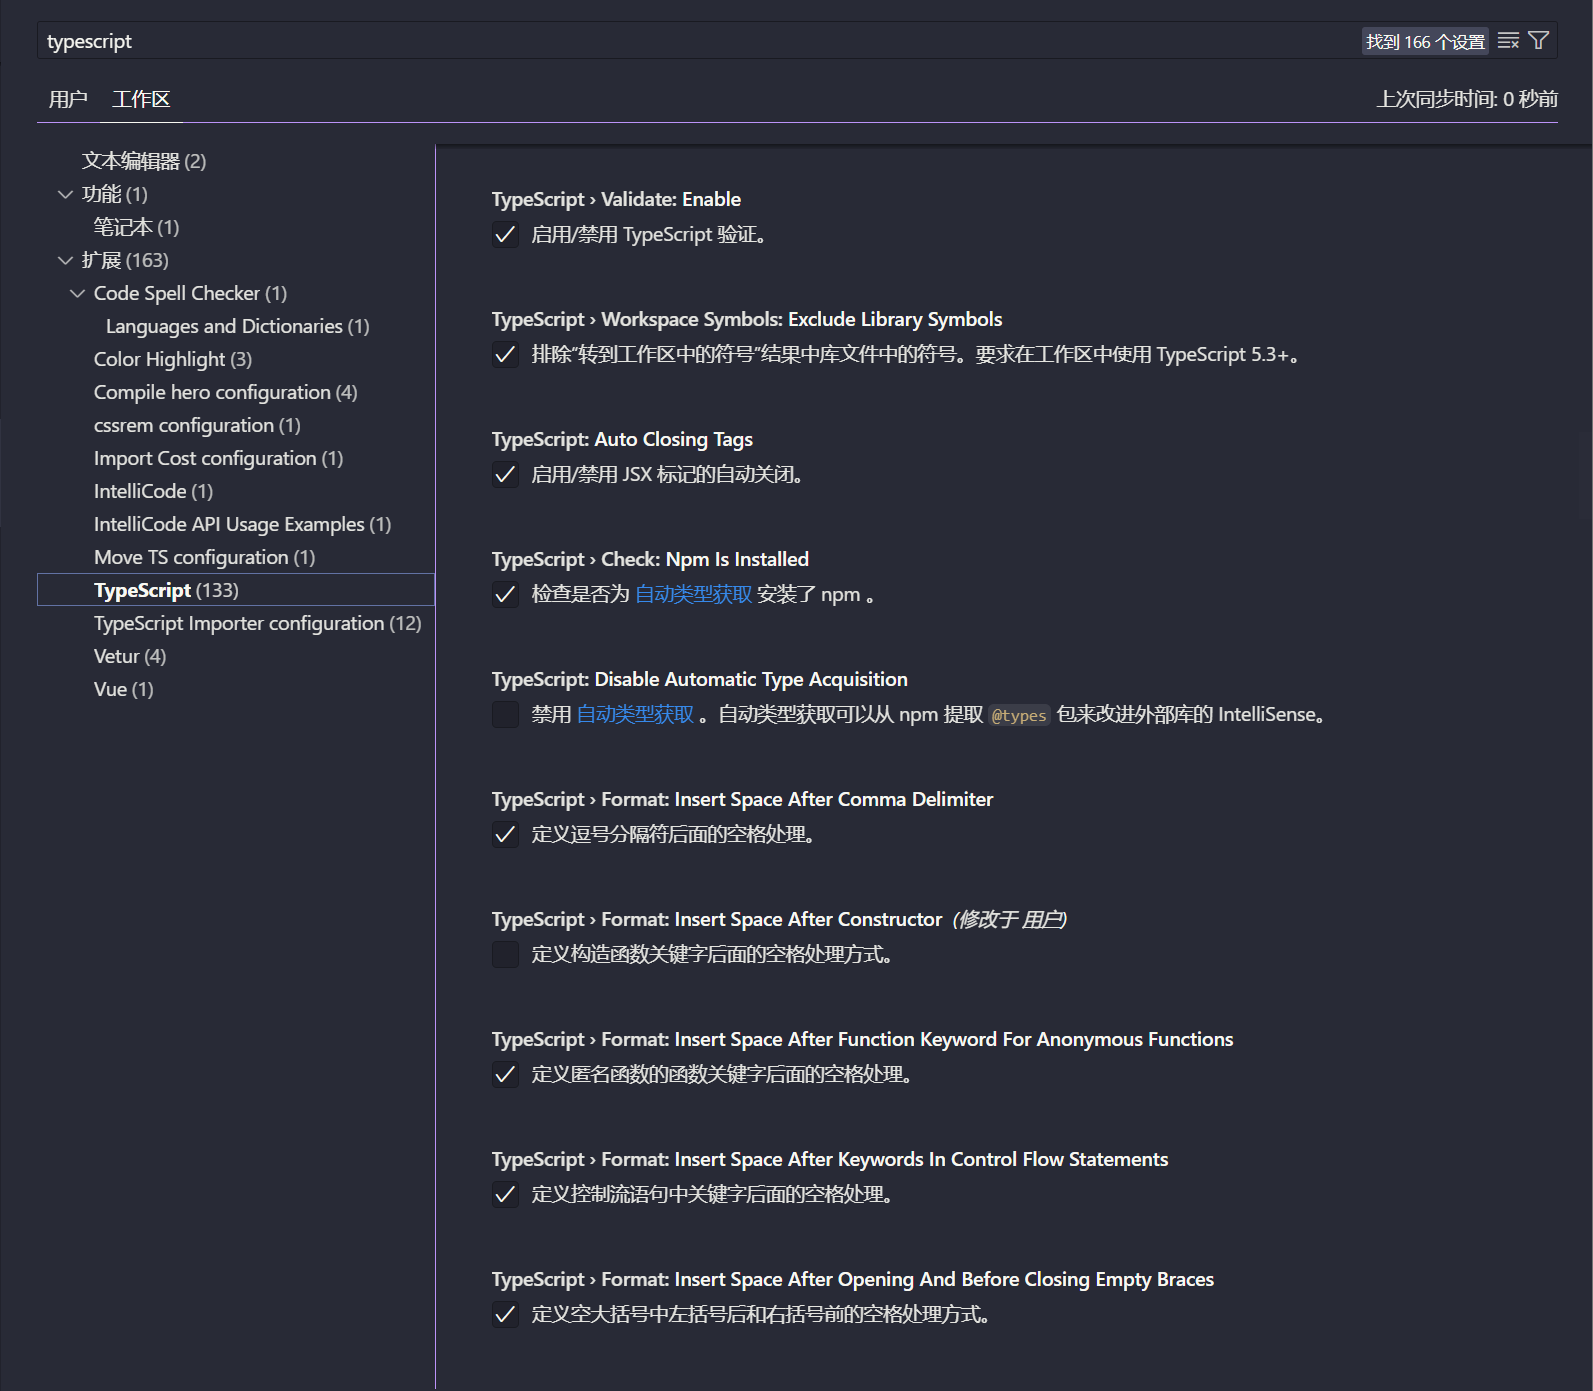 typescript
找到 166 个设置
用户 工作区
上次同步时间: 0 秒前
文本编辑器 (2)
功能 (1)
笔记本 (1)
扩展 (163)
Code Spell Checker (1)
Languages and Dictionaries (1)
Color Highlight (3)
Compile hero configuration (4)
cssrem configuration (1)
Import Cost configuration (1)
IntelliCode (1)
IntelliCode API Usage Examples (1)
Move TS configuration (1)
TypeScript (133)
TypeScript Importer configuration (12)
Vetur (4)
Vue (1)
TypeScript › Validate: Enable
启用/禁用 TypeScript 验证。
TypeScript › Workspace Symbols: Exclude Library Symbols
排除“转到工作区中的符号”结果中库文件中的符号。要求在工作区中使用 TypeScript 5.3+。
TypeScript: Auto Closing Tags
启用/禁用 JSX 标记的自动关闭。
TypeScript › Check: Npm Is Installed
检查是否为 自动类型获取 安装了 npm 。
TypeScript: Disable Automatic Type Acquisition
禁用 自动类型获取 。自动类型获取可以从 npm 提取 @types 包来改进外部库的 IntelliSense。
TypeScript › Format: Insert Space After Comma Delimiter
定义逗号分隔符后面的空格处理。
TypeScript › Format: Insert Space After Constructor (修改于 用户)
定义构造函数关键字后面的空格处理方式。
TypeScript › Format: Insert Space After Function Keyword For Anonymous Functions
定义匿名函数的函数关键字后面的空格处理。
TypeScript › Format: Insert Space After Keywords In Control Flow Statements
定义控制流语句中关键字后面的空格处理。
TypeScript › Format: Insert Space After Opening And Before Closing Empty Braces
定义空大括号中左括号后和右括号前的空格处理方式。